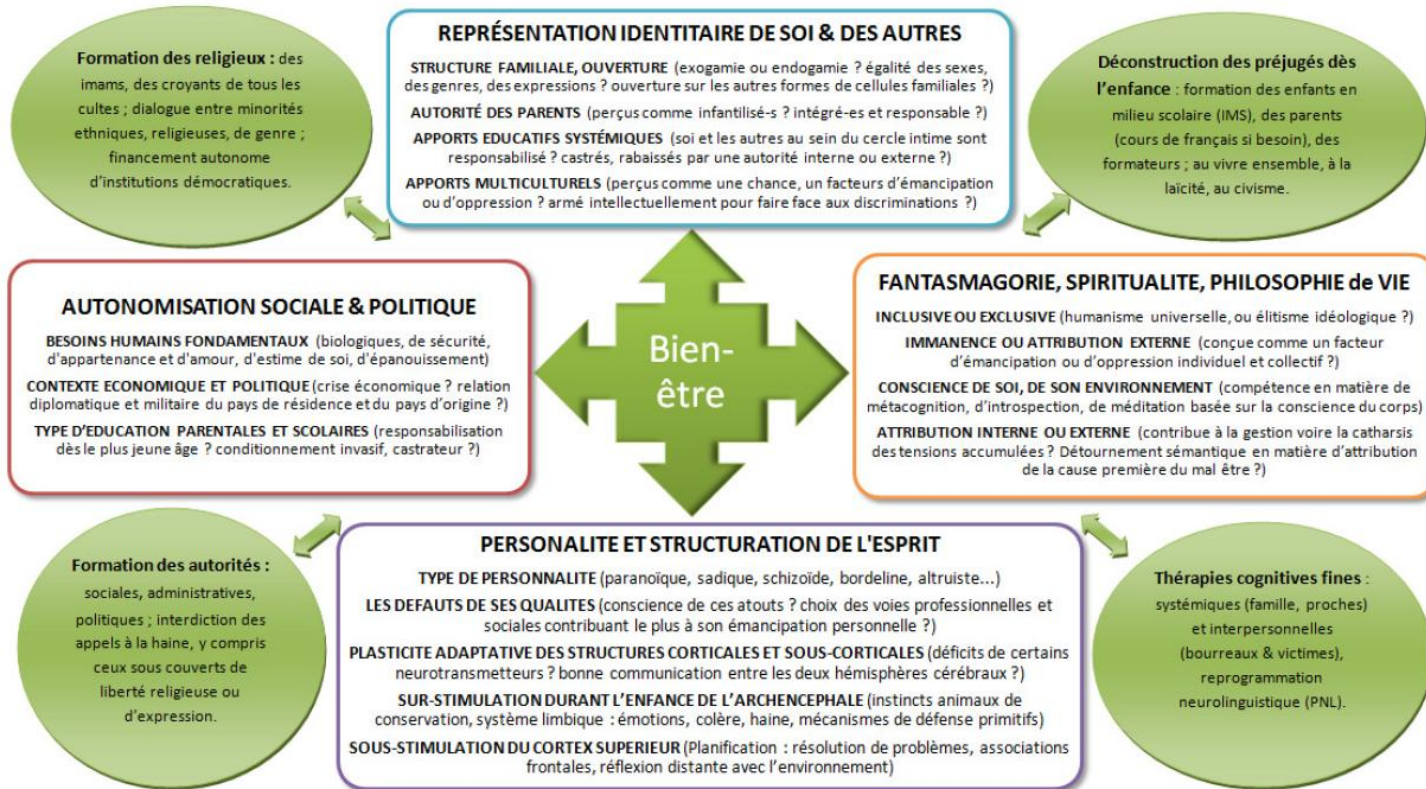 REPRÉSENTATION IDENTITAIRE DE SOI & DES AUTRES
STRUCTURE FAMILIALE, OUVERTURE (exogamie ou endogamie ? égalité des sexes,
des genres, des expressions ? ouverture sur les autres formes de cellules familiales ?)
AUTORITÉ DES PARENTS (perçus comme infantilisé-s ? intégré-es et responsable ?)
APPORTS EDUCATIFS SYSTÉMIQUES (soi et les autres au sein du cercle intime sont
responsabilisé ? castrés, rabaissés par une autorité interne ou externe ?)
APPORTS MULTICULTURELS (perçus comme une chance, un facteurs d'émancipation
ou d'oppression ? armé intellectuellement pour faire face aux discriminations ?)
Formation des religieux : des
imams, des croyants de tous les
cultes ; dialogue entre minorités
ethniques, religieuses, de genre ;
financement autonome
d'institutions démocratiques.
Déconstruction des préjugés dès
l'enfance : formation des enfants en
milieu scolaire (IMS), des parents
(cours de français si besoin), des
formateurs ; au vivre ensemble, à la
laïcité, au civisme.
AUTONOMISATION SOCIALE & POLITIQUE
BESOINS HUMAINS FONDAMENTAUX (biologiques, de sécurité,
d'appartenance et d'amour, d'estime de soi, d'épanouissement)
CONTEXTE ECONOMIQUE ET POLITIQUE (crise économique ? relation
diplomatique et militaire du pays de résidence et du pays d'origine ?)
TYPE D'EDUCATION PARENTALES ET SCOLAIRES (responsabilisation
dès le plus jeune âge ? conditionnement invasif, castrateur ?)
Bien-
être
FANTASMAGORIE, SPIRITUALITE, PHILOSOPHIE de VIE
INCLUSIVE OU EXCLUSIVE (humanisme universelle, ou élitisme idéologique ?)
IMMANENCE OU ATTRIBUTION EXTERNE (conçue comme un facteur
d'émancipation ou d'oppression individuel et collectif ?)
CONSCIENCE DE SOI, DE SON ENVIRONNEMENT (compétence en matière de
métacognition, d'introspection, de méditation basée sur la conscience du corps)
ATTRIBUTION INTERNE OU EXTERNE (contribue à la gestion voire la catharsis
des tensions accumulées ? Détournement sémantique en matière d'attribution
de la cause première du mal être ?)
Formation des autorités :
sociales, administratives,
politiques ; interdiction des
appels à la haine, y compris
ceux sous couverts de
liberté religieuse ou
d'expression.
PERSONALITE ET STRUCTURATION DE L'ESPRIT
TYPE DE PERSONNALITE (paranoïque, sadique, schizoïde, bordeline, altruiste...)
LES DEFAUTS DE SES QUALITES (conscience de ces atouts ? choix des voies professionnelles et
sociales contribuant le plus à son émancipation personnelle ?)
PLASTICITE ADAPTATIVE DES STRUCTURES CORTICALES ET SOUS-CORTICALES (déficits de certains
neurotransmetteurs ? bonne communication entre les deux hémisphères cérébraux ?)
SUR-STIMULATION DURANT L'ENFANCE DE L'ARCHENCEPHALE (instincts animaux de
conservation, système limbique : émotions, colère, haine, mécanismes de défense primitifs)
SOUS-STIMULATION DU CORTEX SUPERIEUR (Planification : résolution de problèmes, associations
frontales, réflexion distante avec l'environnement)
Thérapies cognitives fines :
systémiques (famille, proches)
et interpersonnelles
(bourreaux & victimes),
reprogrammation
neurolinguistique (PNL).